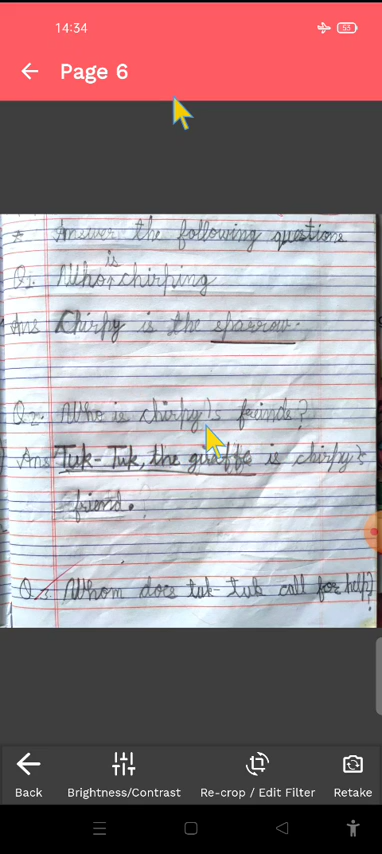 14:34
53
Page 6
* Answer the following questions
Q1. Who is chirping
Ans Chirpy is the sparrow.
Q2. Who is chirpy's freinds?
Ans Tuk-Tuk, the giraffe is chirpy's
friend.
Q3. Whom does tuk-tuk call for help?
Back
Brightness/Contrast
Re-crop / Edit Filter
Retake